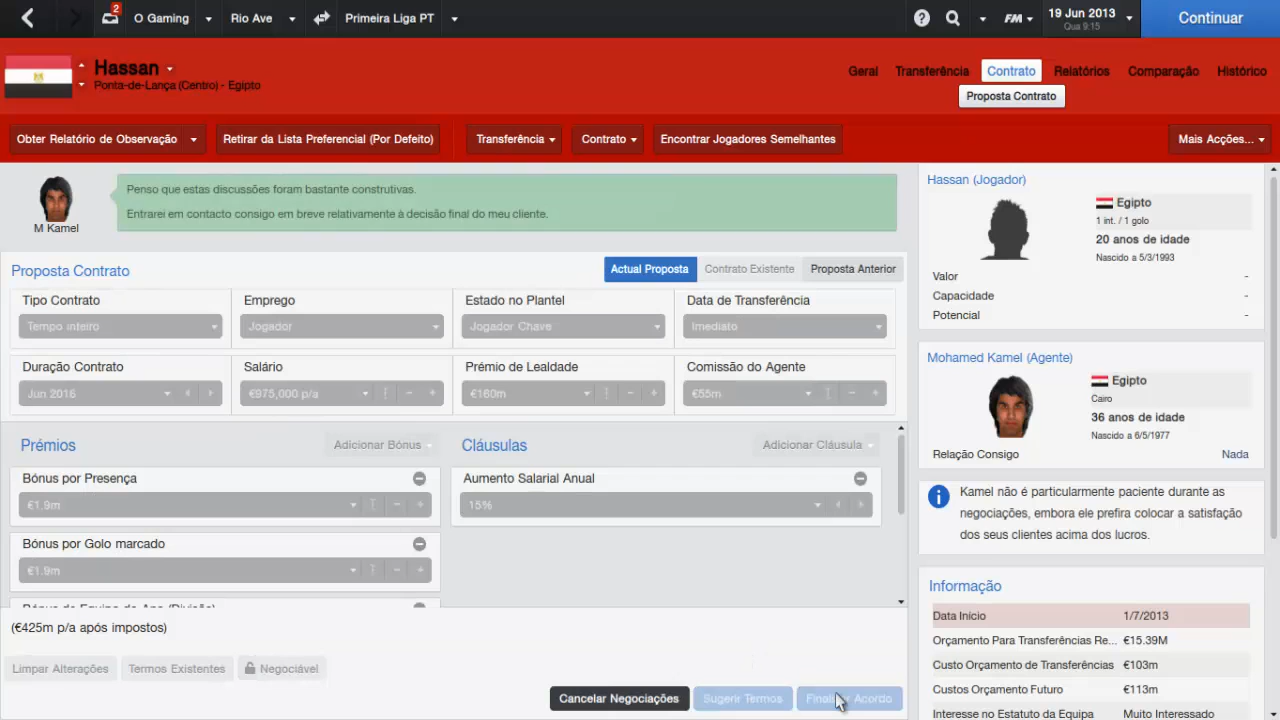 2
O Gaming
Rio Ave
Primeira Liga PT
FM
19 Jun 2013
Qua 9:15
Continuar
Hassan
Ponta-de-Lança (Centro) - Egipto
Geral
Transferência
Contrato
Relatórios
Comparação
Histórico
Proposta Contrato
Obter Relatório de Observação
Retirar da Lista Preferencial (Por Defeito)
Transferência
Contrato
Encontrar Jogadores Semelhantes
Mais Acções...
M Kamel
Penso que estas discussões foram bastante construtivas.
Entrarei em contacto consigo em breve relativamente à decisão final do meu cliente.
Proposta Contrato
Actual Proposta
Contrato Existente
Proposta Anterior
Tipo Contrato
Emprego
Estado no Plantel
Data de Transferência
Tempo inteiro
Jogador
Jogador Chave
Imediato
Duração Contrato
Salário
Prémio de Lealdade
Comissão do Agente
Jun 2016
€975,000 p/a
€160m
€55m
Prémios
Adicionar Bónus
Cláusulas
Adicionar Cláusula
Bónus por Presença
€1.9m
Aumento Salarial Anual
15%
Bónus por Golo marcado
€1.9m
Bónus de Equipa do Ano (Divisão)
(€425m p/a após impostos)
Limpar Alterações
Termos Existentes
Negociável
Cancelar Negociações
Sugerir Termos
Acordo
Hassan (Jogador)
Egipto
1 int. / 1 golo
20 anos de idade
Nascido a 5/3/1993
Valor -
Capacidade -
Potencial -
Mohamed Kamel (Agente)
Egipto
Cairo
36 anos de idade
Nascido a 6/5/1977
Relação Consigo Nada
Kamel não é particularmente paciente durante as
negociações, embora ele prefira colocar a satisfação
dos seus clientes acima dos lucros.
Informação
Data Início 1/7/2013
Orçamento Para Transferências Re... €15.39M
Custo Orçamento de Transferências €103m
Custos Orçamento Futuro €113m
Interesse no Estatuto da Equipa Muito Interessado